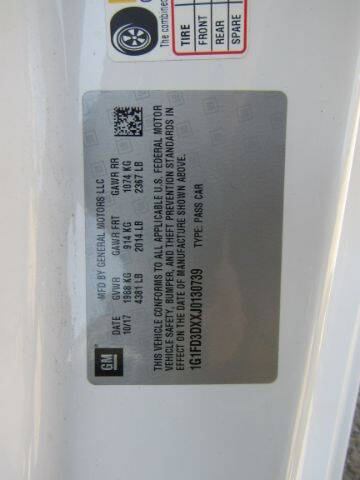 The combined
TIRE
FRONT
REAR
SPARE
MFD BY GENERAL MOTORS LLC
DATE GVWR GAWR FRT GAWR RR
10/17 1988 KG 914 KG 1074 KG
4381 LB 2014 LB 2367 LB
THIS VEHICLE CONFORMS TO ALL APPLICABLE U.S. FEDERAL MOTOR
VEHICLE SAFETY, BUMPER, AND THEFT PREVENTION STANDARDS IN
EFFECT ON THE DATE OF MANUFACTURE SHOWN ABOVE.
1G1FD3DXXJ0130739 TYPE: PASS CAR
GM